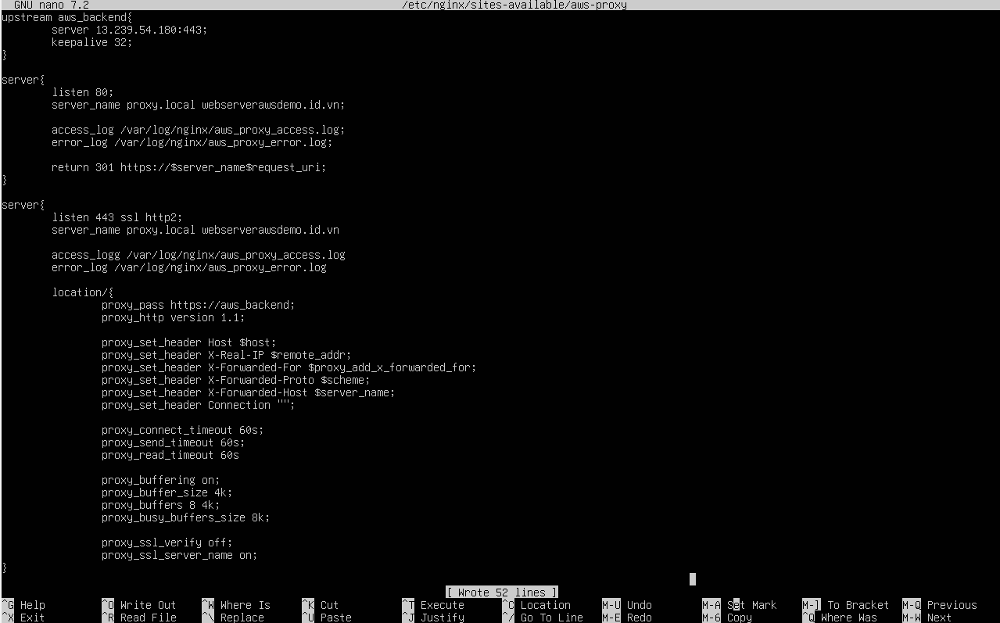 GNU nano 7.2 /etc/nginx/sites-available/aws-proxy
upstream aws_backend{
server 13.239.54.180:443;
keepalive 32;
}
server{
listen 80;
server_name proxy.local webserverawsdemo.id.vn;
access_log /var/log/nginx/aws_proxy_access.log;
error_log /var/log/nginx/aws_proxy_error.log;
return 301 https://$server_name$request_uri;
}
server{
listen 443 ssl http2;
server_name proxy.local webserverawsdemo.id.vn
access_logg /var/log/nginx/aws_proxy_access.log
error_log /var/log/nginx/aws_proxy_error.log
location/{
proxy_pass https://aws_backend;
proxy_http version 1.1;
proxy_set_header Host $host;
proxy_set_header X-Real-IP $remote_addr;
proxy_set_header X-Forwarded-For $proxy_add_x_forwarded_for;
proxy_set_header X-Forwarded-Proto $scheme;
proxy_set_header X-Forwarded-Host $server_name;
proxy_set_header Connection "";
proxy_connect_timeout 60s;
proxy_send_timeout 60s;
proxy_read_timeout 60s
proxy_buffering on;
proxy_buffer_size 4k;
proxy_buffers 8 4k;
proxy_busy_buffers_size 8k;
proxy_ssl_verify off;
proxy_ssl_server_name on;
}
[ Wrote 52 lines ]
^G Help ^O Write Out ^W Where Is ^K Cut ^T Execute ^C Location M-U Undo M-A Set Mark M-] To Bracket M-Q Previous
^X Exit ^R Read File ^\ Replace ^U Paste ^J Justify ^/ Go To Line M-E Redo M-6 Copy ^Q Where Was M-W Next